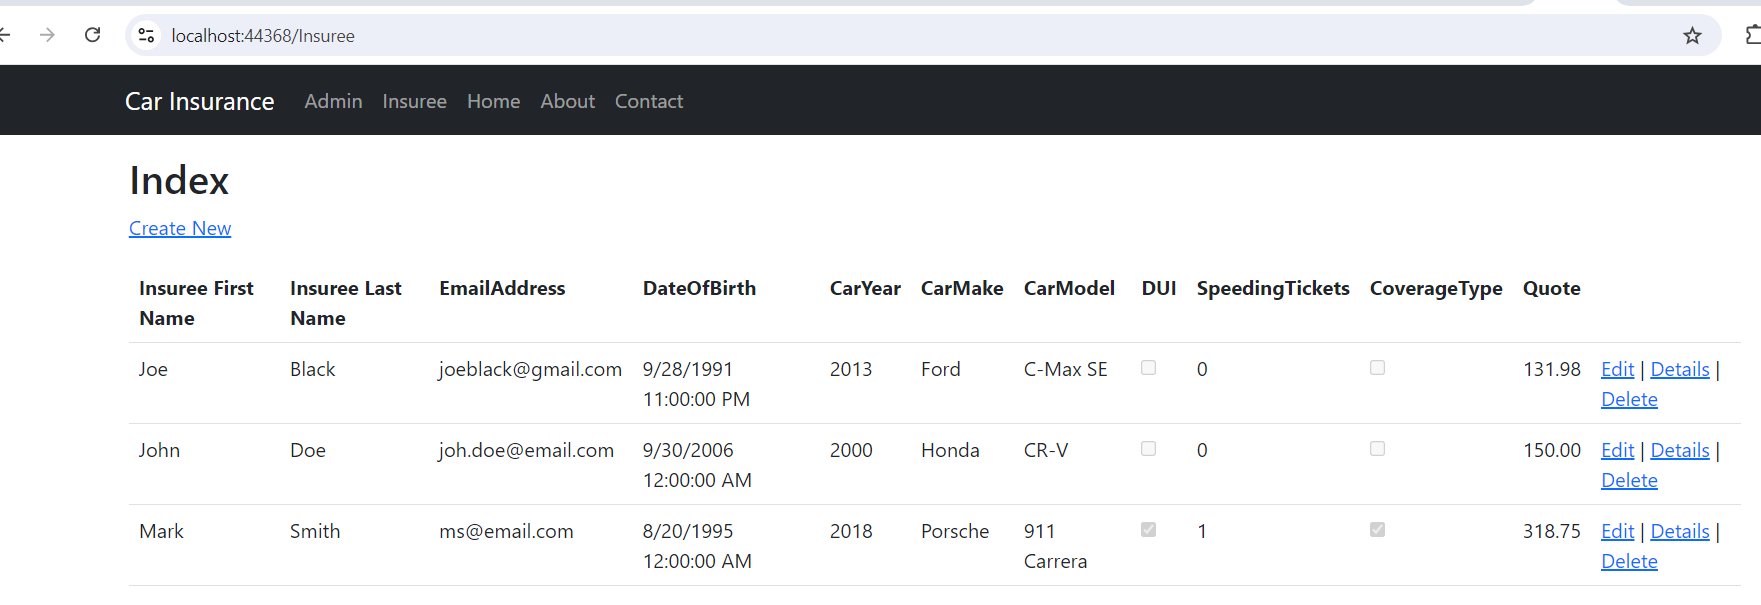 localhost:44368/Insuree
Car Insurance Admin Insuree Home About Contact
Index
Create New
Insuree First Name Insuree Last Name EmailAddress DateOfBirth CarYear CarMake CarModel DUI SpeedingTickets CoverageType Quote
Joe Black joeblack@gmail.com 9/28/1991 11:00:00 PM 2013 Ford C-Max SE 0 131.98 Edit | Details | Delete
John Doe joh.doe@email.com 9/30/2006 12:00:00 AM 2000 Honda CR-V 0 150.00 Edit | Details | Delete
Mark Smith ms@email.com 8/20/1995 12:00:00 AM 2018 Porsche 911 Carrera 1 318.75 Edit | Details | Delete